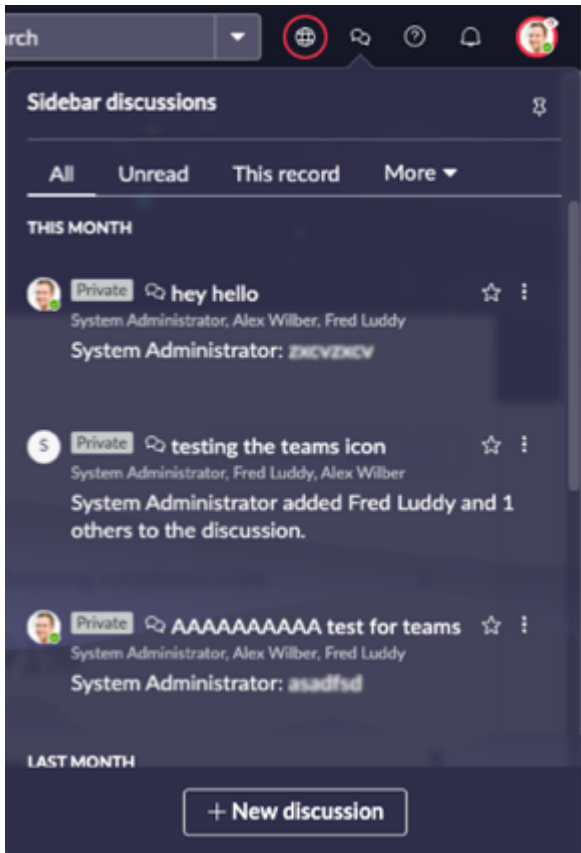 rch
Sidebar discussions
All Unread This record More
THIS MONTH
Private hey hello
System Administrator, Alex Wilber, Fred Luddy
System Administrator: zxcvzxcv
S Private testing the teams icon
System Administrator, Fred Luddy, Alex Wilber
System Administrator added Fred Luddy and 1
others to the discussion.
Private AAAAAAAAAA test for teams
System Administrator, Alex Wilber, Fred Luddy
System Administrator: asadfsd
LAST MONTH
+ New discussion